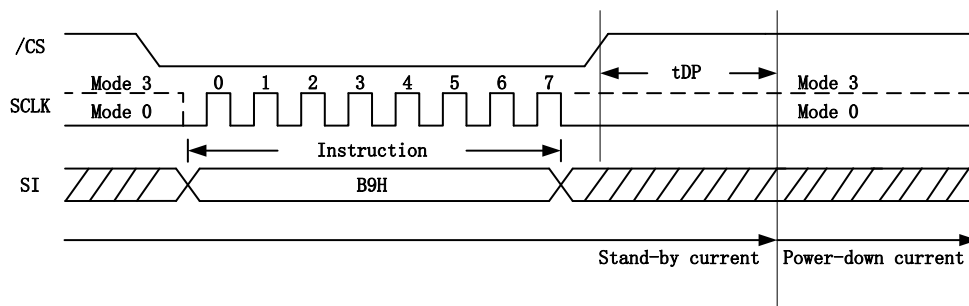 /CS
tDP
Mode 3 0 1 2 3 4 5 6 7 Mode 3
SCLK
Mode 0 Mode 0
Instruction
SI B9H
Stand-by current Power-down current